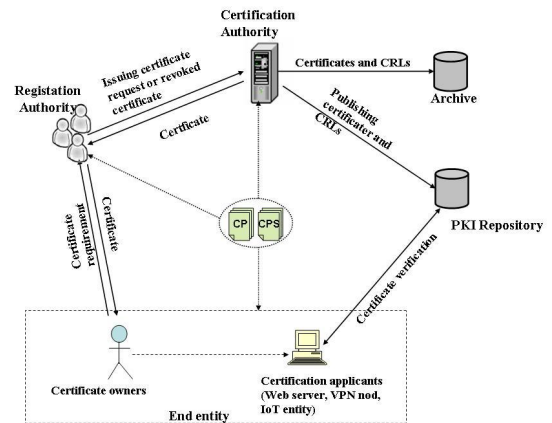 Certification
Authority
Issuing certificate
request or revoked
certificate
Certficate
Certificates and CRLs
Archive
Registation
Authority
Publishing
certificater and
CRLs
PKI Repository
CP
CPS
Certificate
requirement
Certificate
Certificate verification
Certificate owners
Certification applicants
(Web server, VPN nod,
IoT entity)
End entity